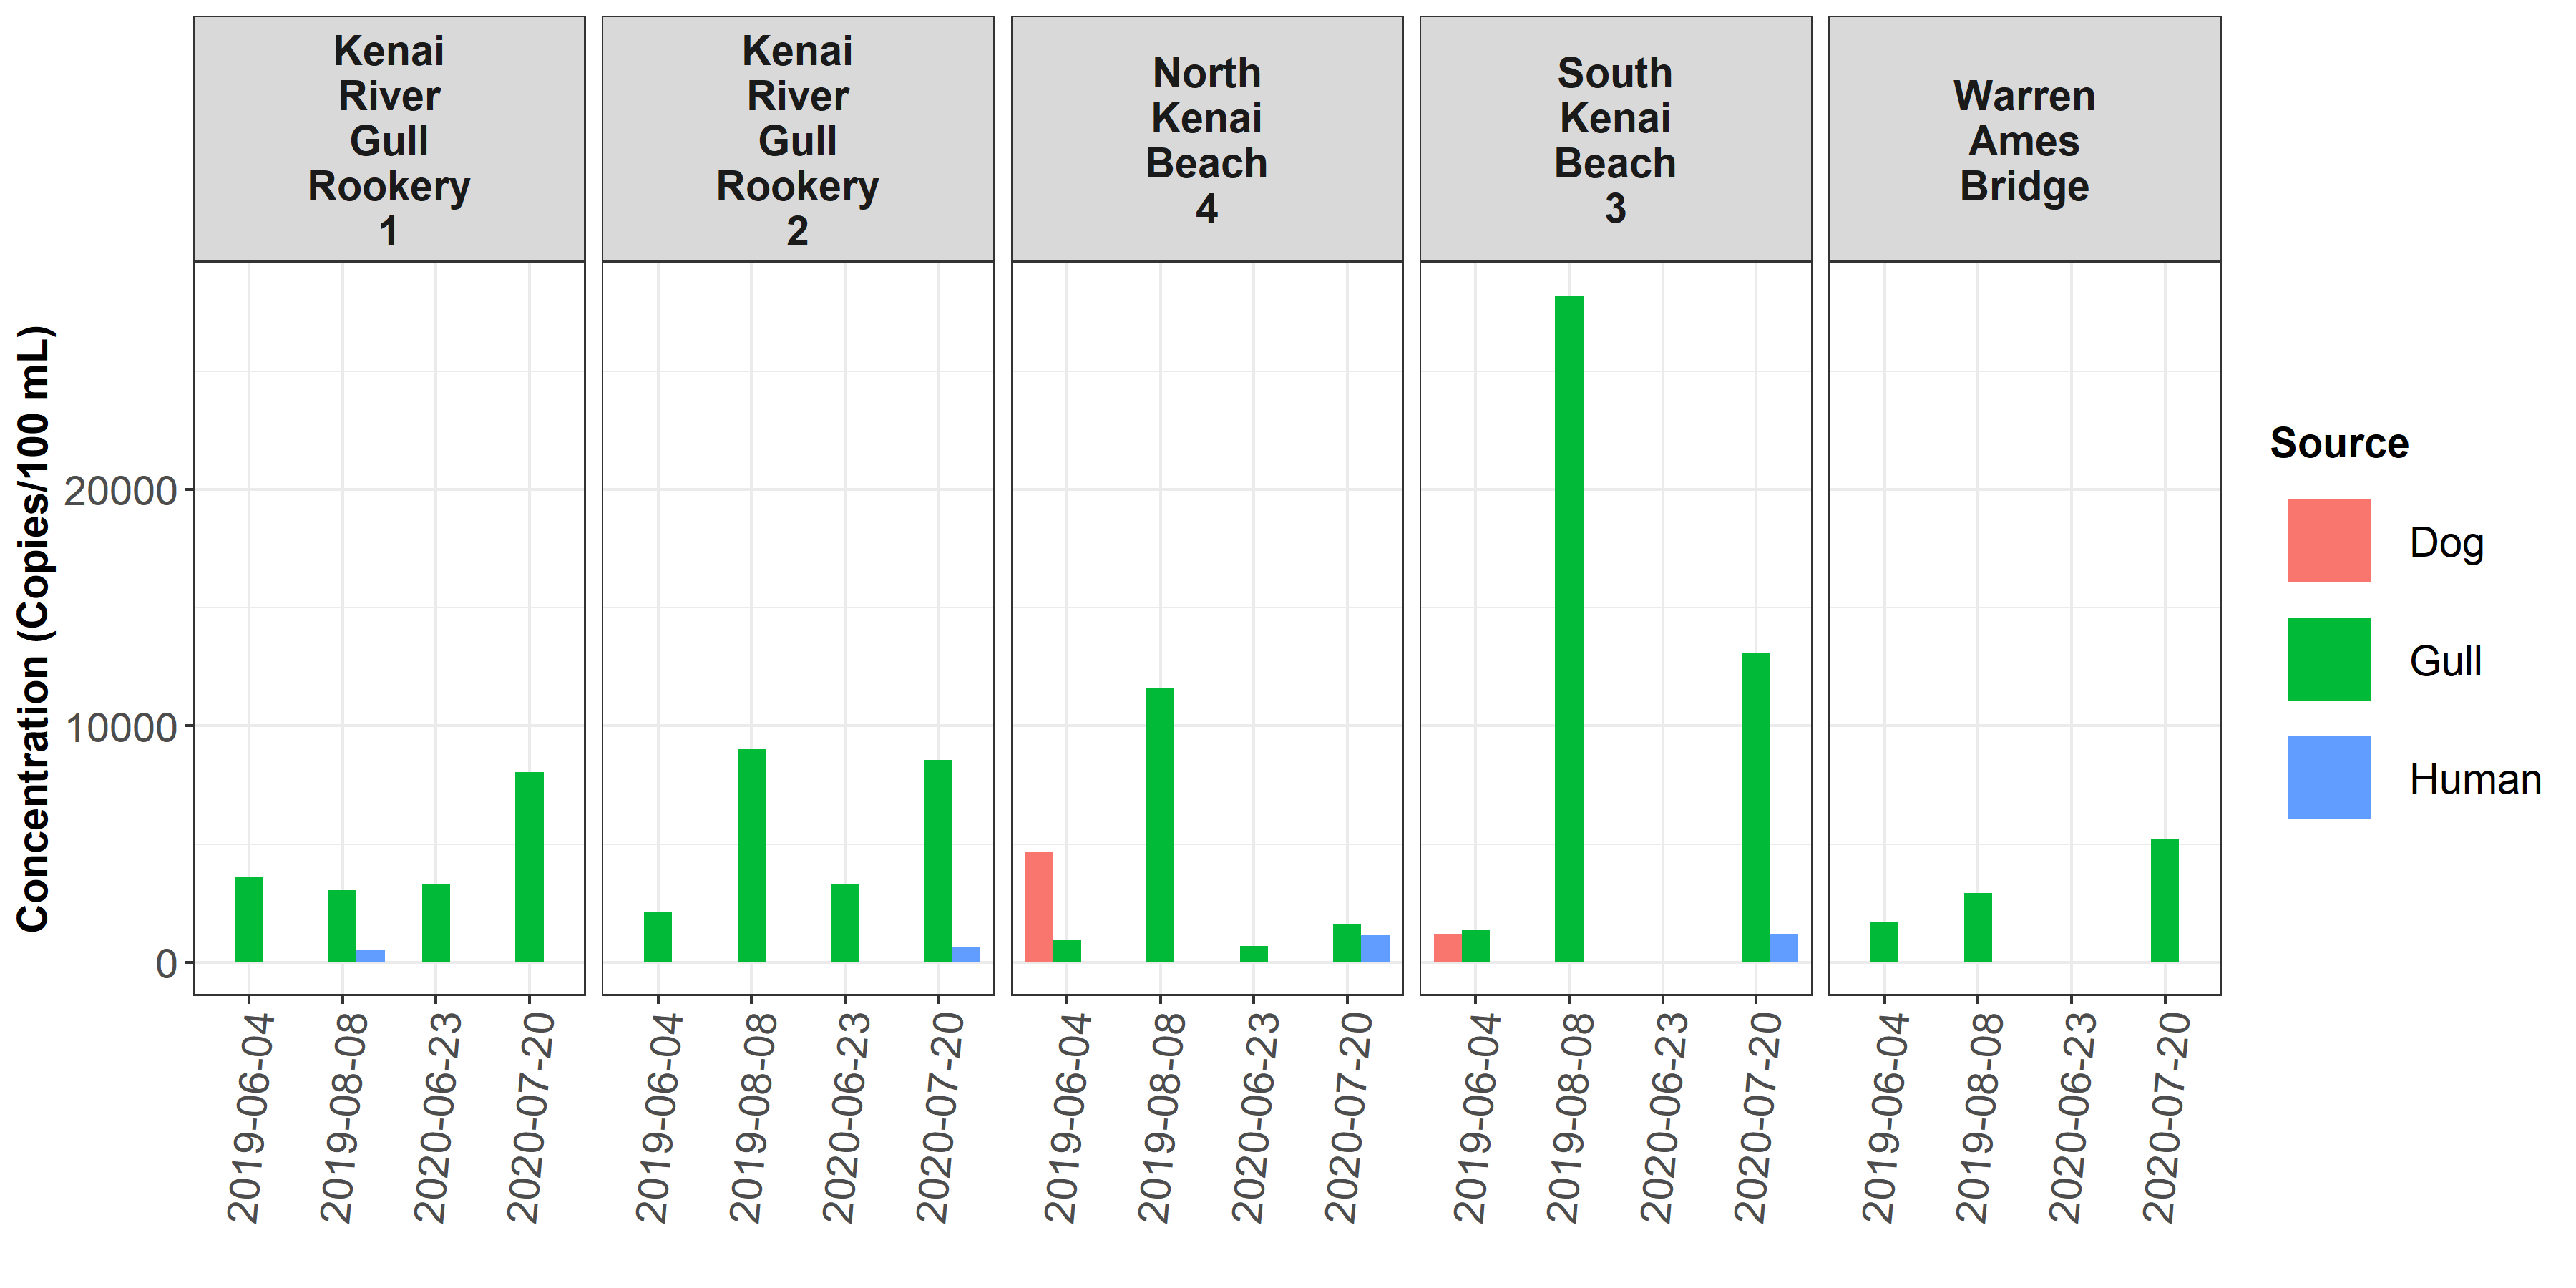 Kenai
River
Gull
Rookery
1
Kenai
River
Gull
Rookery
2
North
Kenai
Beach
4
South
Kenai
Beach
3
Warren
Ames
Bridge
Concentration (Copies/100 mL)
20000
10000
0
2019-06-04
2019-08-08
2020-06-23
2020-07-20
2019-06-04
2019-08-08
2020-06-23
2020-07-20
2019-06-04
2019-08-08
2020-06-23
2020-07-20
2019-06-04
2019-08-08
2020-06-23
2020-07-20
2019-06-04
2019-08-08
2020-06-23
2020-07-20
Source
Dog
Gull
Human